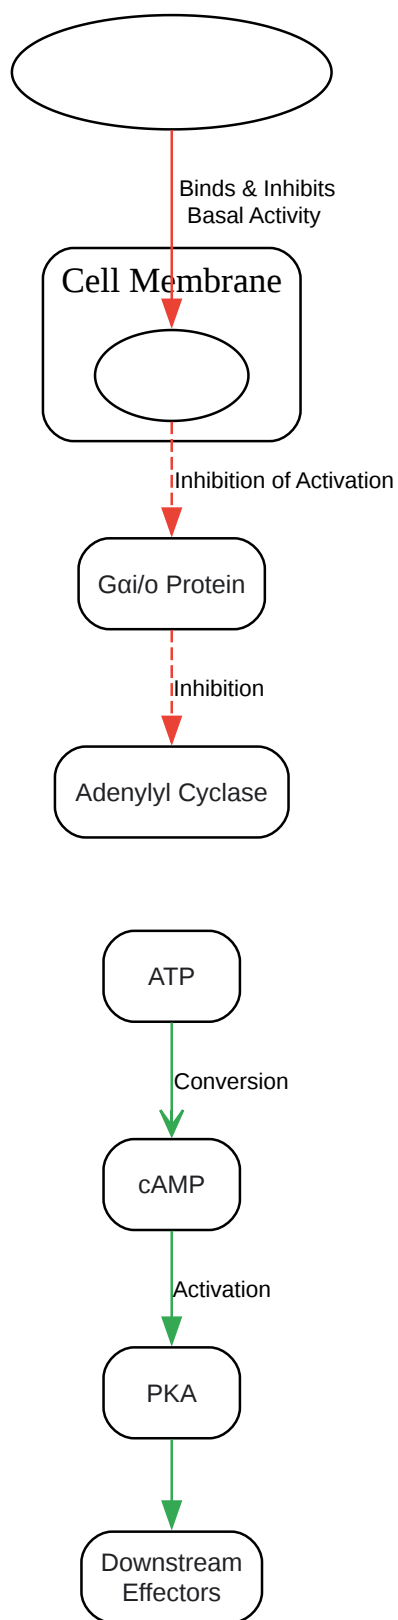 Binds & Inhibits
Basal Activity
Cell Membrane
Inhibition of Activation
Gαi/o Protein
Inhibition
Adenylyl Cyclase
ATP
Conversion
cAMP
Activation
PKA
Downstream
Effectors